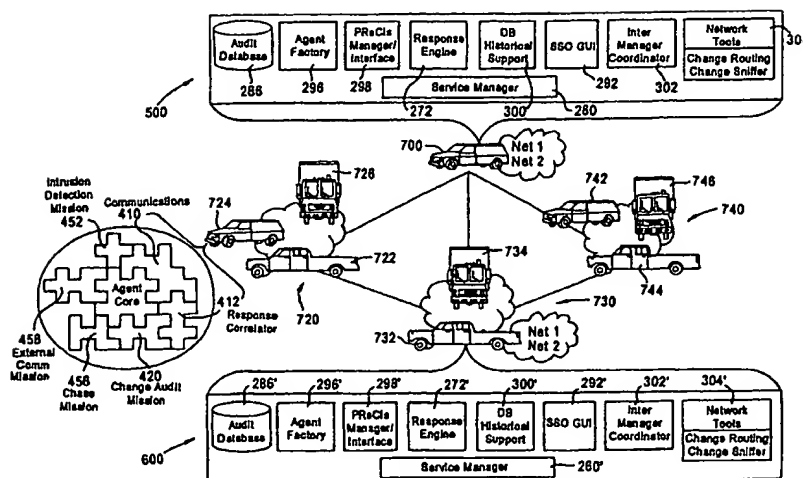 Audit
Database
286
Agent
Factory
296
PReCIs
Manager/
Interface
298
Response
Engine
272
DB
Historical
Support
300
SSO GUI
292
Inter
Manager
Coordinator
302
Network
Tools
Change Routing
Change Sniffer
30
Service Manager
280
500
700
Net 1
Net 2
726
724
722
720
742
746
740
744
734
730
732
Net 1
Net 2
Intrusion
Detection
Mission
452
Communications
410
Agent
Core
412
Response
Correlator
458
External
Comm
Mission
456
Chase
Mission
420
Change Audit
Mission
286'
Audit
Database
296'
Agent
Factory
298'
PReCIs
Manager/
Interface
272'
Response
Engine
300'
DB
Historical
Support
292'
SSO GUI
302'
Inter
Manager
Coordinator
304'
Network
Tools
Change Routing
Change Sniffer
Service Manager
280'
600